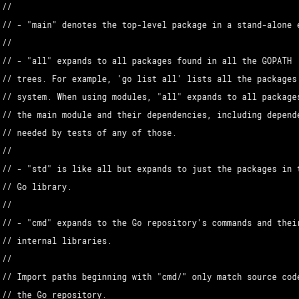 //
// - "main" denotes the top-level package in a stand-alone
//
// - "all" expands to all packages found in all the GOPATH
// trees. For example, 'go list all' lists all the packages
// system. When using modules, "all" expands to all packages
// the main module and their dependencies, including
// needed by tests of any of those.
//
// - "std" is like all but expands to just the packages in
// Go library.
//
// - "cmd" expands to the Go repository's commands and their
// internal libraries.
//
// Import paths beginning with "cmd/" only match source code
// the Go repository.